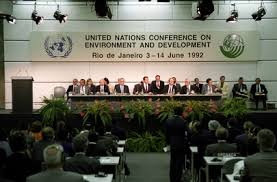 UNITED NATIONS CONFERENCE ON
ENVIRONMENT AND DEVELOPMENT
Rio de Janeiro 3-14 June 1992